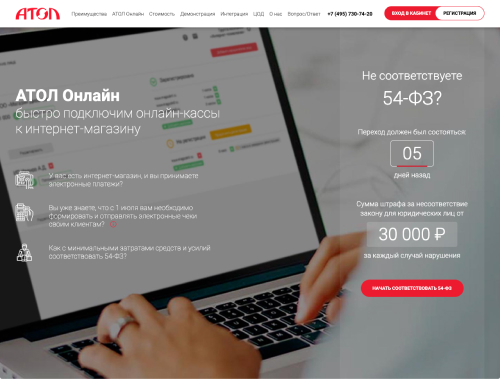 АТОЛ
Преимущества АТОЛ Онлайн Стоимость Демонстрация Интеграция ЦОД О нас Вопрос/Ответ +7 (495) 730-74-20 ВХОД В КАБИНЕТ РЕГИСТРАЦИЯ
АТОЛ Онлайн
быстро подключим онлайн-кассы
к интернет-магазину
У вас есть интернет-магазин, и вы принимаете
электронные платежи?
Вы уже знаете, что с 1 июля вам необходимо
формировать и отправлять электронные чеки
своим клиентам?
Как с минимальными затратами средств и усилий
соответствовать 54-ФЗ?
Не соответствуете
54-ФЗ?
Переход должен был состояться:
05
дней назад
Сумма штрафа за несоответствие
закону для юридических лиц от
30 000 ₽
за каждый случай нарушения
НАЧАТЬ СООТВЕТСТВОВАТЬ 54-ФЗ